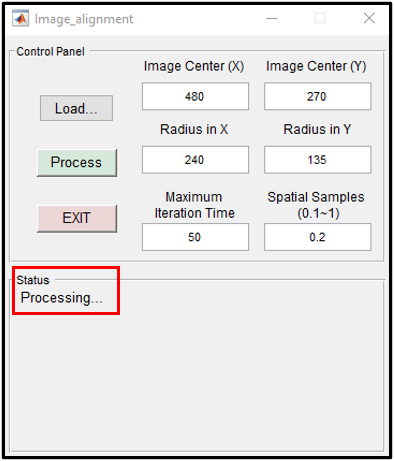 Image_alignment
Control Panel
Image Center (X)
Image Center (Y)
Load...
480
270
Radius in X
Radius in Y
Process
240
135
Maximum
Iteration Time
Spatial Samples
(0.1~1)
EXIT
50
0.2
Status
Processing...